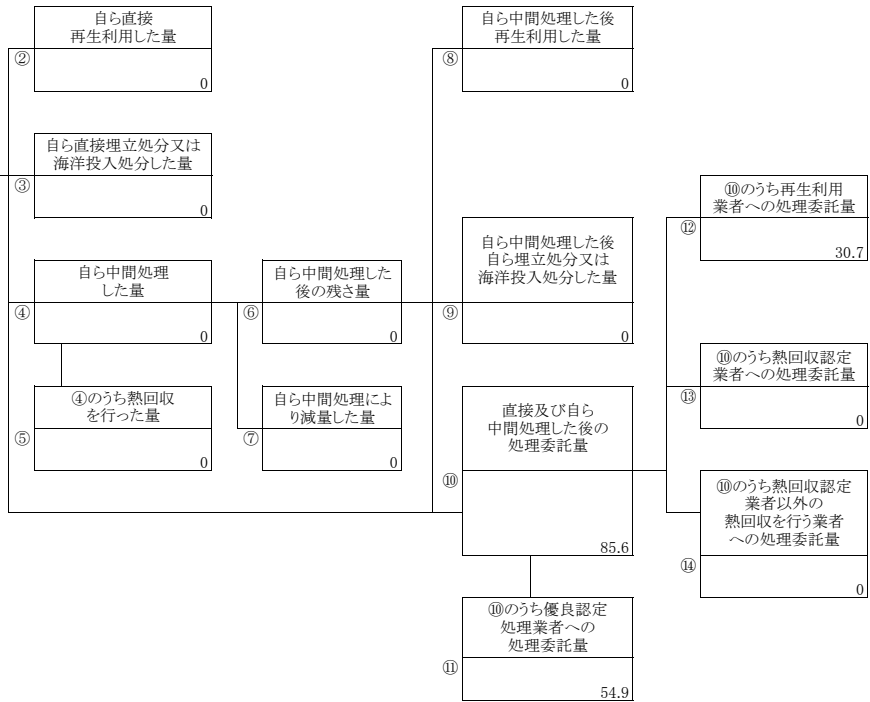 自ら直接
再生利用した量
②
0
自ら直接埋立処分又は
海洋投入処分した量
③
0
自ら中間処理
した量
④
0
④のうち熱回収
を行った量
⑤
0
自ら中間処理した
後の残さ量
⑥
0
自ら中間処理によ
り減量した量
⑦
0
自ら中間処理した後
再生利用した量
⑧
0
自ら中間処理した後
自ら埋立処分又は
海洋投入処分した量
⑨
0
直接及び自ら
中間処理した後の
処理委託量
⑩
85.6
⑩のうち優良認定
処理業者への
処理委託量
⑪
54.9
⑩のうち再生利用
業者への処理委託量
⑫
30.7
⑩のうち熱回収認定
業者への処理委託量
⑬
0
⑩のうち熱回収認定
業者以外の
熱回収を行う業者
への処理委託量
⑭
0